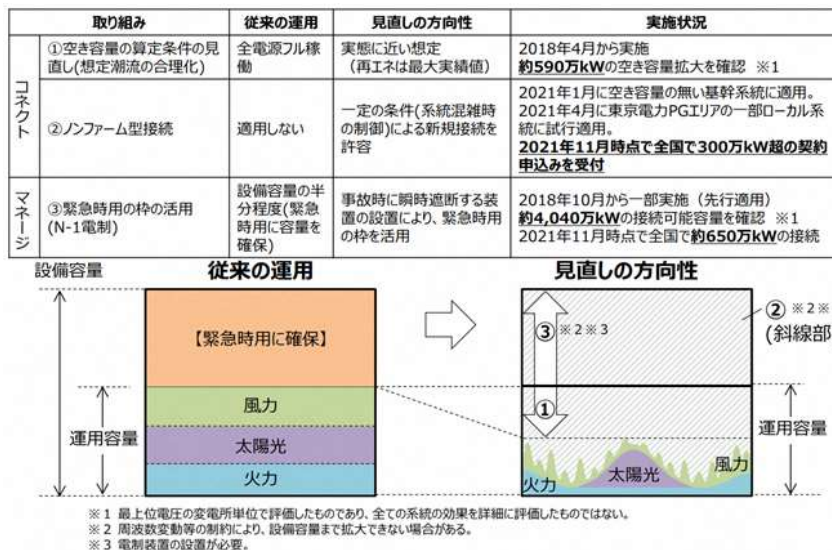 取り組み 従来の運用 見直しの方向性 実施状況
コネクト
①空き容量の算定条件の見
直し(想定潮流の合理化)
全電源フル稼
働
実態に近い想定
（再エネは最大実績値）
2018年4月から実施
約590万kWの空き容量拡大を確認 ※1
②ノンファーム型接続
適用しない
一定の条件(系統混雑時
の制御)による新規接続を
許容
2021年1月に空き容量の無い基幹系統に適用。
2021年4月に東京電力PGエリアの一部ローカル系
統に試行適用。
2021年11月時点で全国で300万kW超の契約
申込みを受付
マネージ
③緊急時用の枠の活用
(N-1電制)
設備容量の半
分程度(緊急
時用に容量を
確保)
事故時に瞬時遮断する装
置の設置により、緊急時用
の枠を活用
2018年10月から一部実施（先行適用）
約4,040万kWの接続可能容量を確認 ※1
2021年11月時点で全国で約650万kWの接続
設備容量 従来の運用 見直しの方向性
【緊急時用に確保】
風力
太陽光
火力
運用容量
③ ※2※3
② ※2※
(斜線部
①
火力
太陽光
風力
運用容量
※1 最上位電圧の変電所単位で評価したものであり、全ての系統の効果を詳細に評価したものではない。
※2 周波数変動等の制約により、設備容量まで拡大できない場合がある。
※3 電制装置の設置が必要。